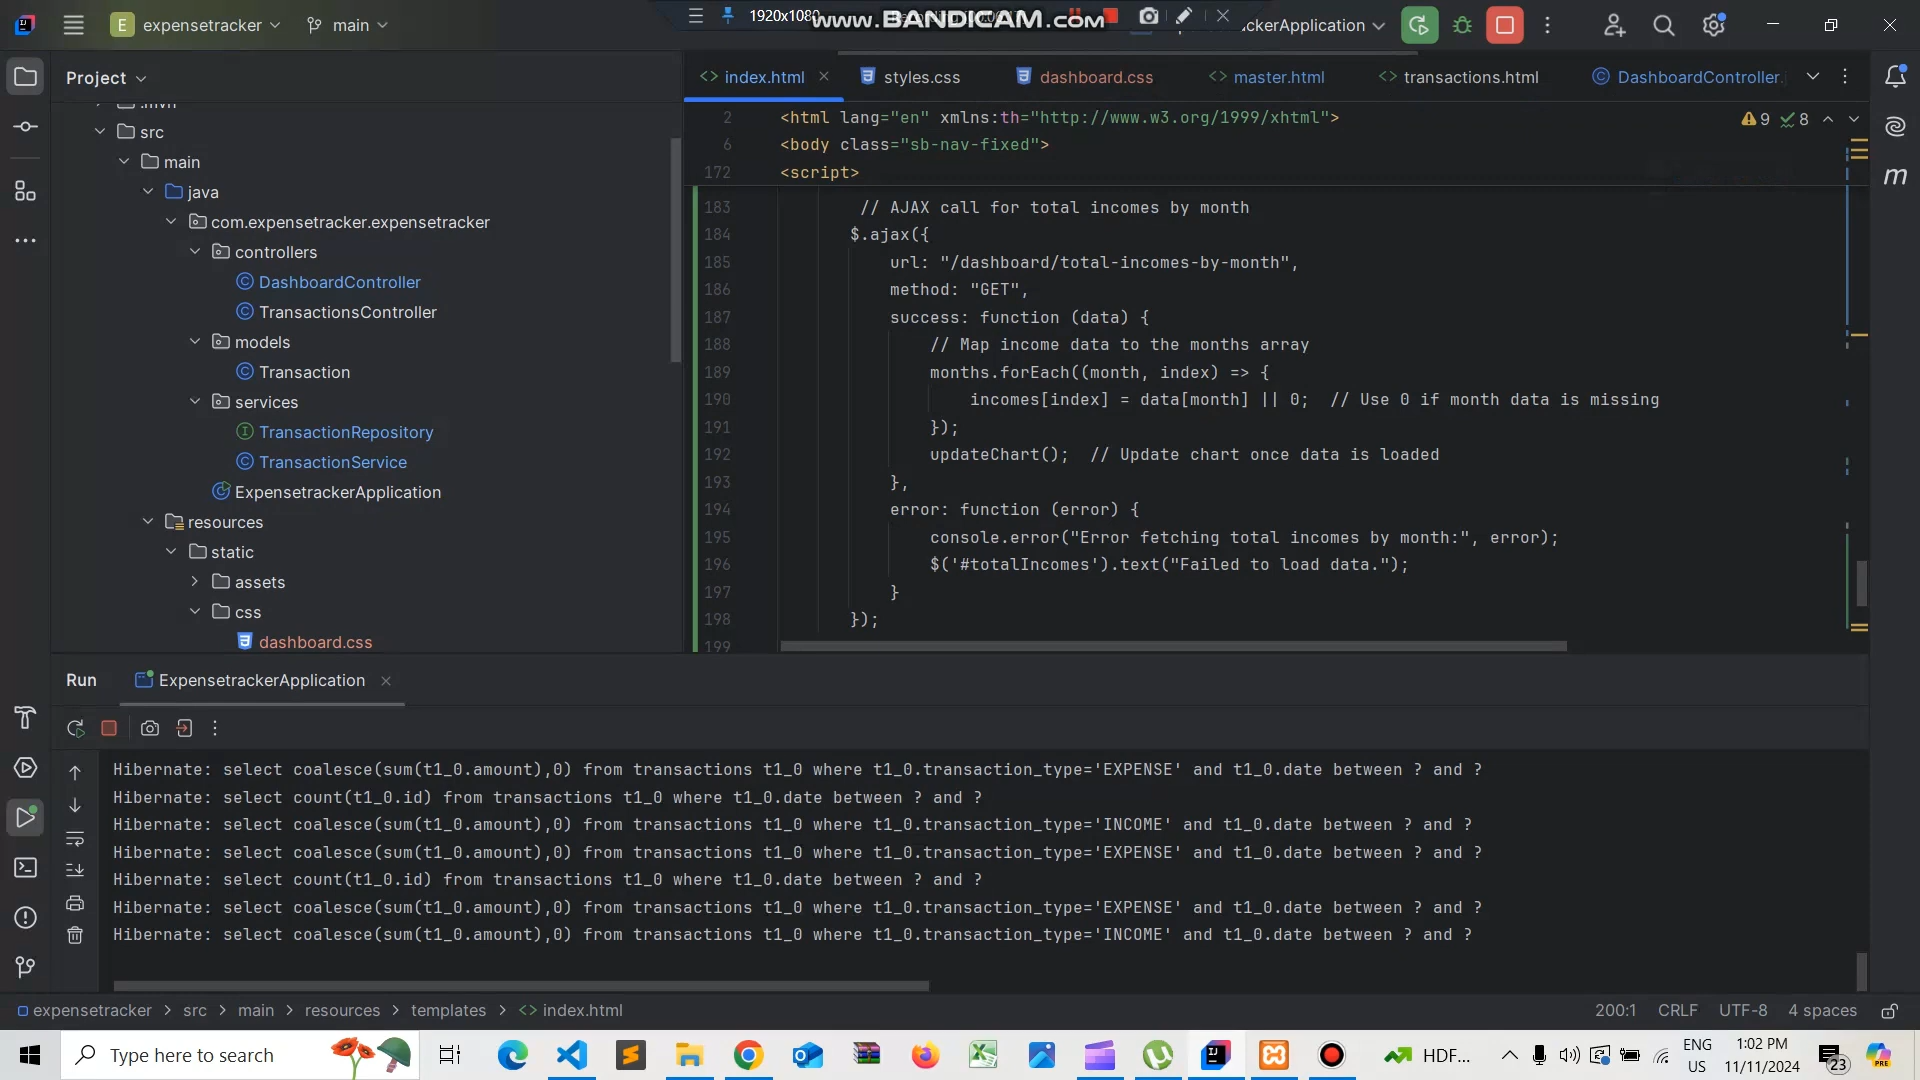 E expensetracker main
1920x1080
www.BANDICAM.com
ckerApplication
Project
index.html styles.css dashboard.css master.html transactions.html DashboardController.
src
main
java
com.expensetracker.expensetracker
controllers
DashboardController
TransactionsController
models
Transaction
services
TransactionRepository
TransactionService
ExpensetrackerApplication
resources
static
assets
css
dashboard.css
2 <html lang="en" xmlns:th="http://www.w3.org/1999/xhtml">
9 8
6 <body class="sb-nav-fixed">
172 <script>
183 // AJAX call for total incomes by month
184 $.ajax({
185 url: "/dashboard/total-incomes-by-month",
186 method: "GET",
187 success: function (data) {
188 // Map income data to the months array
189 months.forEach((month, index) => {
190 incomes[index] = data[month] || 0;  // Use 0 if month data is missing
191 });
192 updateChart();  // Update chart once data is loaded
193 },
194 error: function (error) {
195 console.error("Error fetching total incomes by month:", error);
196 $('#totalIncomes').text("Failed to load data.");
197 }
198 });
199
Run ExpensetrackerApplication
Hibernate: select coalesce(sum(t1_0.amount),0) from transactions t1_0 where t1_0.transaction_type='EXPENSE' and t1_0.date between ? and ?
Hibernate: select count(t1_0.id) from transactions t1_0 where t1_0.date between ? and ?
Hibernate: select coalesce(sum(t1_0.amount),0) from transactions t1_0 where t1_0.transaction_type='INCOME' and t1_0.date between ? and ?
Hibernate: select coalesce(sum(t1_0.amount),0) from transactions t1_0 where t1_0.transaction_type='EXPENSE' and t1_0.date between ? and ?
Hibernate: select count(t1_0.id) from transactions t1_0 where t1_0.date between ? and ?
Hibernate: select coalesce(sum(t1_0.amount),0) from transactions t1_0 where t1_0.transaction_type='EXPENSE' and t1_0.date between ? and ?
Hibernate: select coalesce(sum(t1_0.amount),0) from transactions t1_0 where t1_0.transaction_type='INCOME' and t1_0.date between ? and ?
expensetracker > src > main > resources > templates > index.html
200:1 CRLF UTF-8 4 spaces
Type here to search
HDF...
ENG
US
1:02 PM
11/11/2024
23